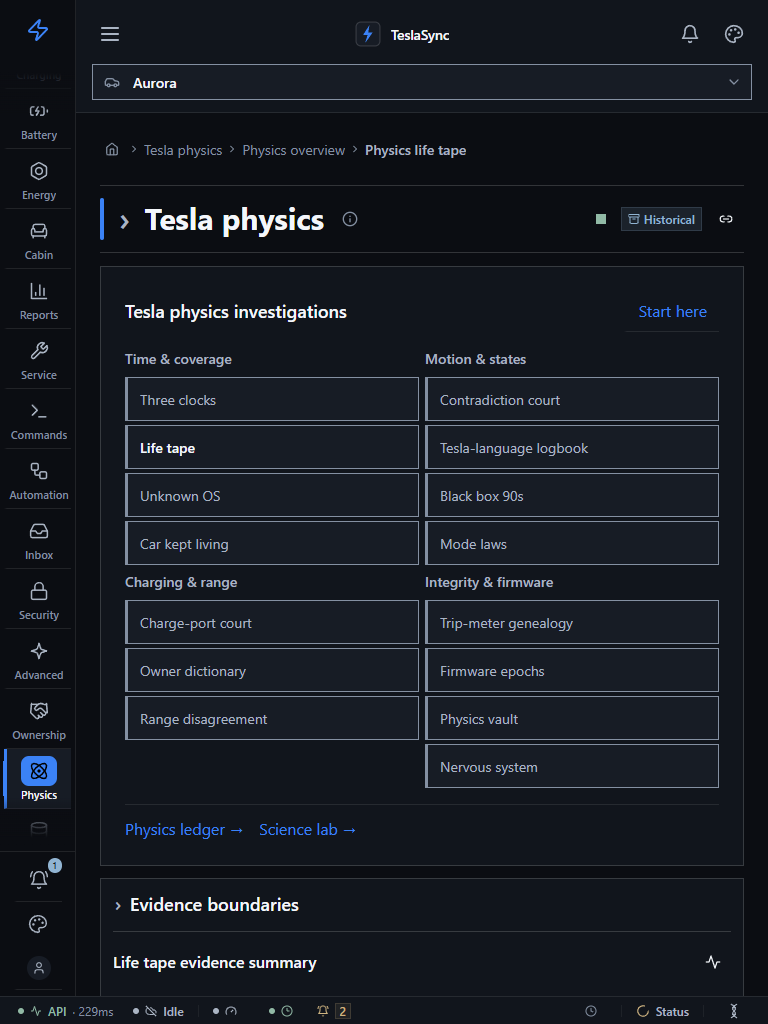 TeslaSync
Aurora
Charging
Battery
Energy
Cabin
Reports
Service
Commands
Automation
Inbox
Security
Advanced
Ownership
Physics
1
Tesla physics
Physics overview
Physics life tape
Tesla physics
Historical
Tesla physics investigations
Start here
Time & coverage
Three clocks
Life tape
Unknown OS
Car kept living
Motion & states
Contradiction court
Tesla-language logbook
Black box 90s
Mode laws
Charging & range
Charge-port court
Owner dictionary
Range disagreement
Integrity & firmware
Trip-meter genealogy
Firmware epochs
Physics vault
Nervous system
Physics ledger →
Science lab →
Evidence boundaries
Life tape evidence summary
API · 229ms
Idle
2
Status